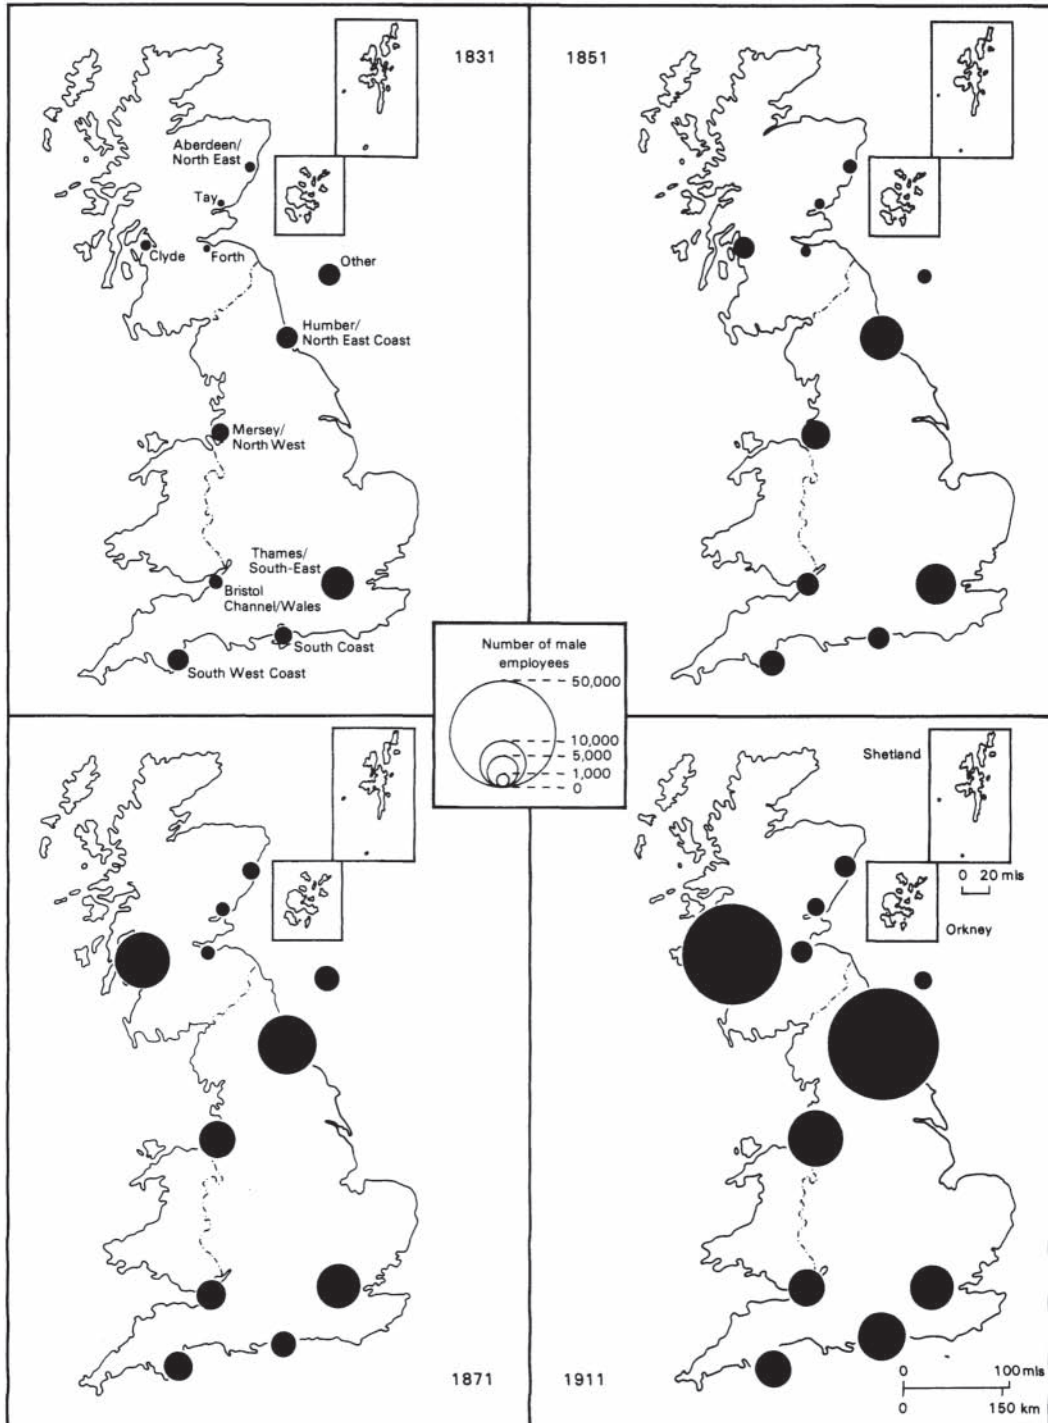 1831
Aberdeen/
North East
Tay
Clyde
Forth
Other
Humber/
North East Coast
Mersey/
North West
Thames/
South-East
Bristol
Channel/Wales
South Coast
South West Coast
1851
Number of male
employees
50,000
10,000
5,000
1,000
0
1871
1911
Shetland
0 20 mls
Orkney
0 100 mls
0 150 km